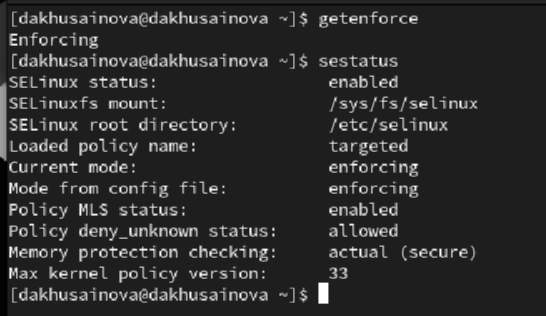 [dakhusainova@dakhusainova ~]$ getenforce
Enforcing
[dakhusainova@dakhusainova ~]$ sestatus
SELinux status:                 enabled
SELinuxfs mount:                /sys/fs/selinux
SELinux root directory:         /etc/selinux
Loaded policy name:             targeted
Current mode:                   enforcing
Mode from config file:          enforcing
Policy MLS status:              enabled
Policy deny_unknown status:     allowed
Memory protection checking:     actual (secure)
Max kernel policy version:      33
[dakhusainova@dakhusainova ~]$